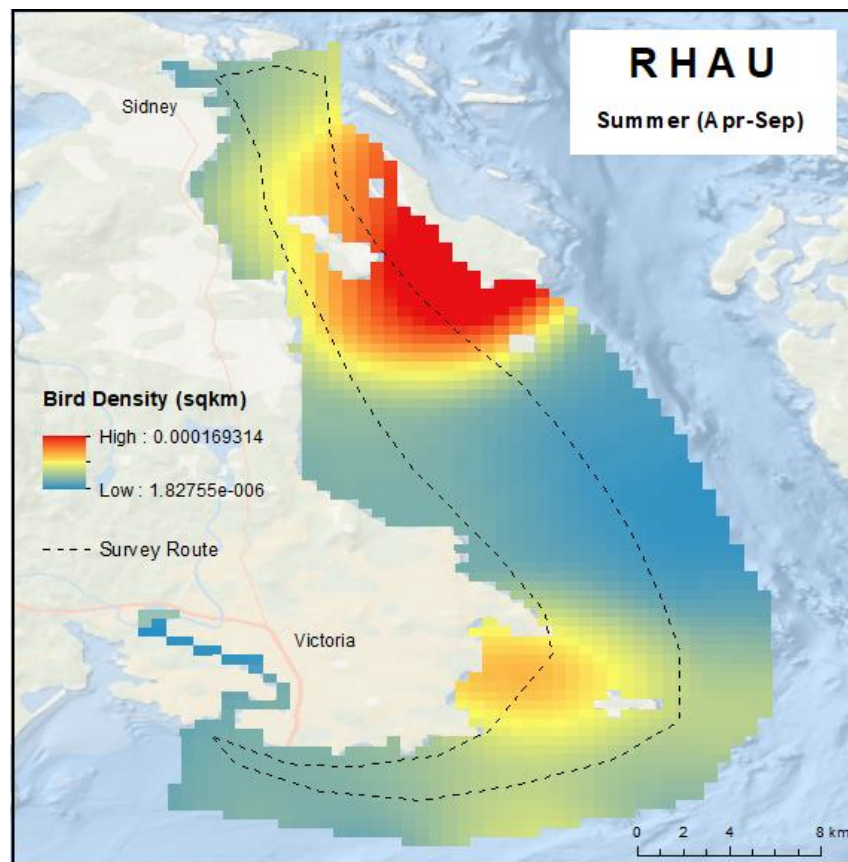 R H A U
Summer (Apr-Sep)
Sidney
Bird Density (sqkm)
High : 0.000169314
Low : 1.82755e-006
Survey Route
Victoria
0 2 4 8 km